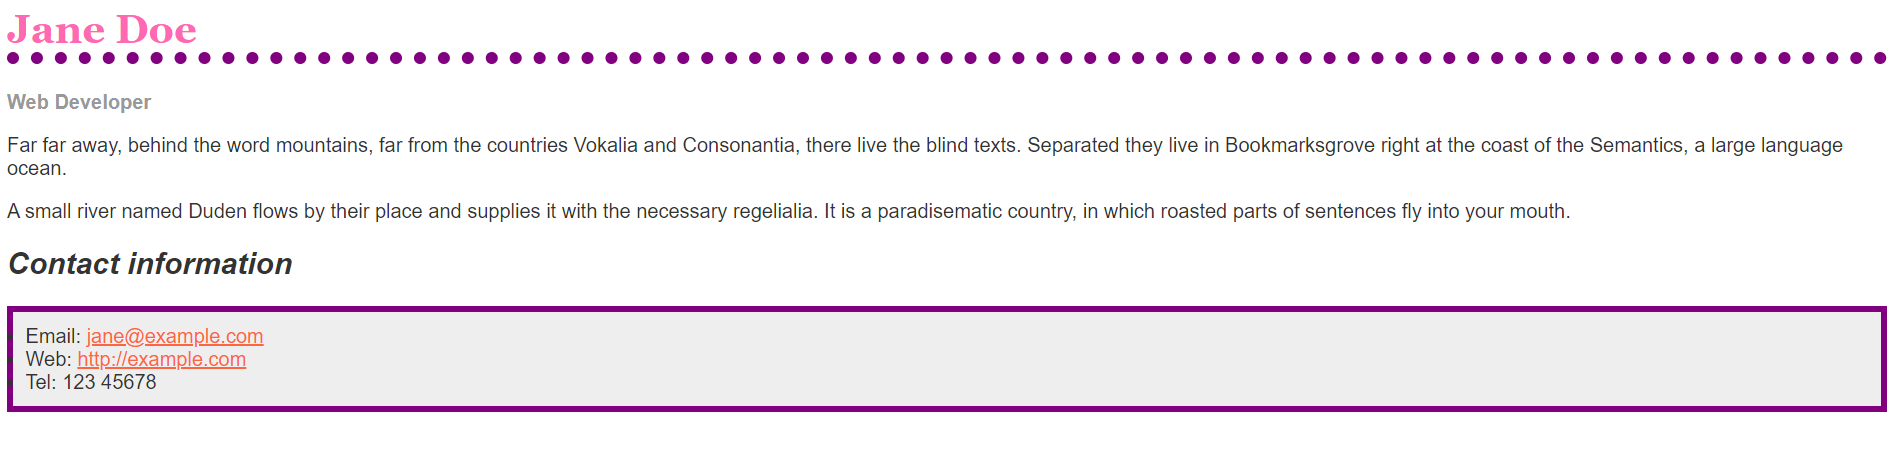 Jane Doe
Web Developer
Far far away, behind the word mountains, far from the countries Vokalia and Consonantia, there live the blind texts. Separated they live in Bookmarksgrove right at the coast of the Semantics, a large language
ocean.
A small river named Duden flows by their place and supplies it with the necessary regelialia. It is a paradisematic country, in which roasted parts of sentences fly into your mouth.
Contact information
Email: jane@example.com
Web: http://example.com
Tel: 123 45678